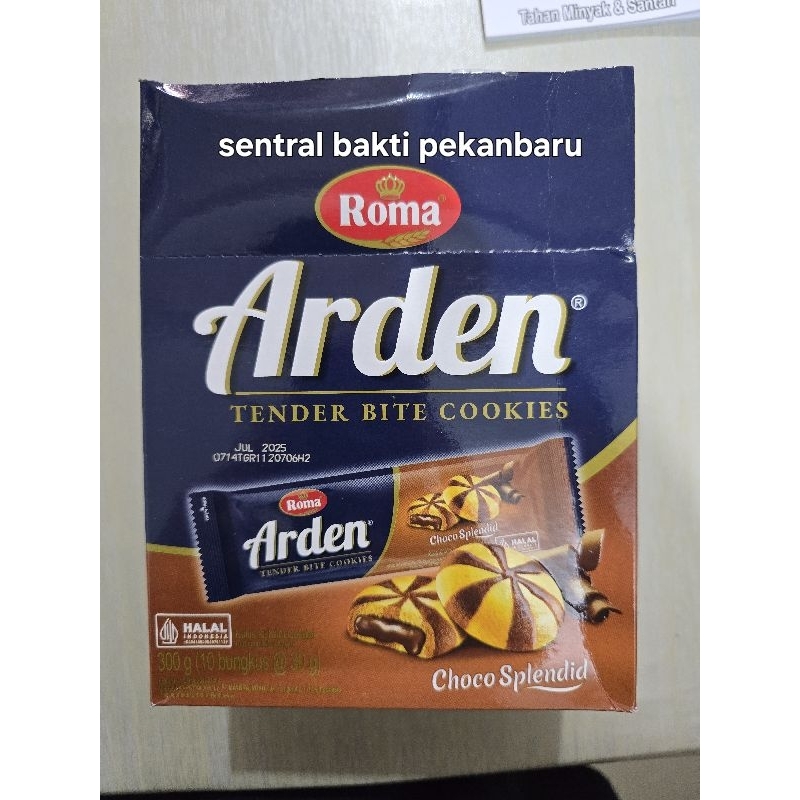 Tahan Minyak & Santan
sentral bakti pekanbaru
Roma
Arden®
TENDER BITE COOKIES
JUL 2025
0714TGR1120706H2
Roma
Arden
TENDER BITE COOKIES
Choco Splendid
HALAL
HALAL
INDONESIA
300 g (10 bungkus @ 30 g)
Choco Splendid